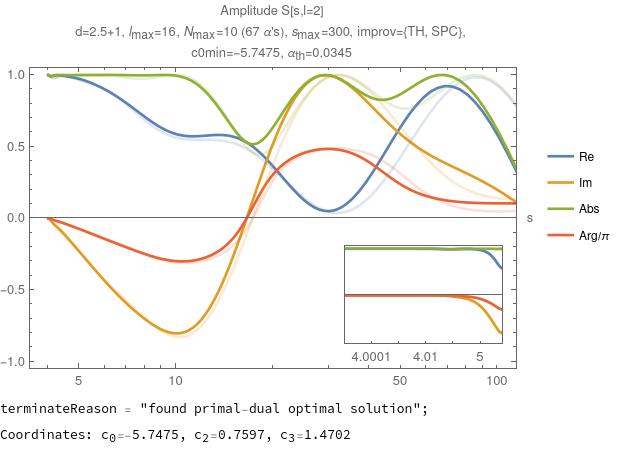 Amplitude S[s,l=2]
d=2.5+1, lmax=16, Nmax=10 (67 α's), smax=300, improv={TH, SPC},
c0min=−5.7475, αth=0.0345
1.0
0.5
0.0
−0.5
−1.0
5
10
50
100
s
4.0001
4.01
5
Re
Im
Abs
Arg/π
terminateReason = "found primal-dual optimal solution";
Coordinates: c0=-5.7475, c2=0.7597, c3=1.4702